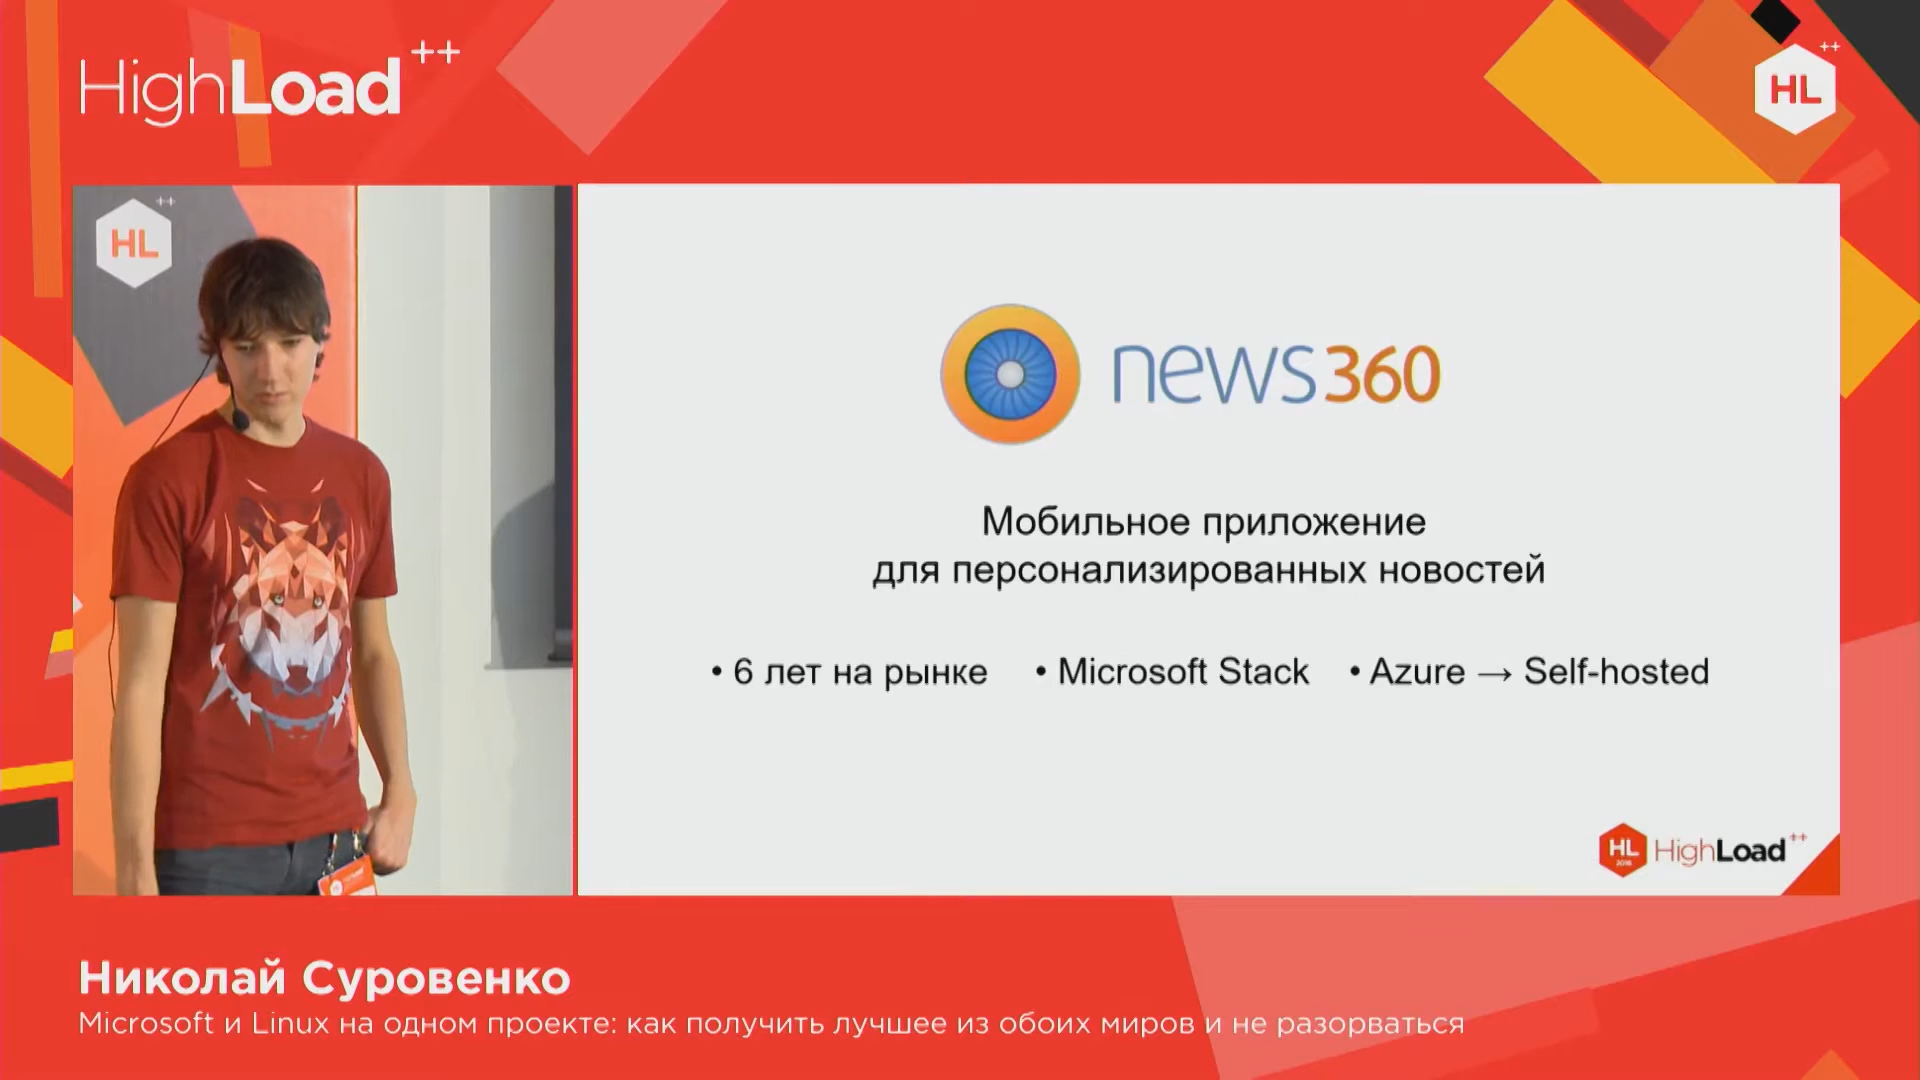 HighLoad++
HL++
HL++
news360
Мобильное приложение
для персонализированных новостей
• 6 лет на рынке • Microsoft Stack • Azure → Self-hosted
HL 2016 HighLoad++
Николай Суровенко
Microsoft и Linux на одном проекте: как получить лучшее из обоих миров и не разорваться